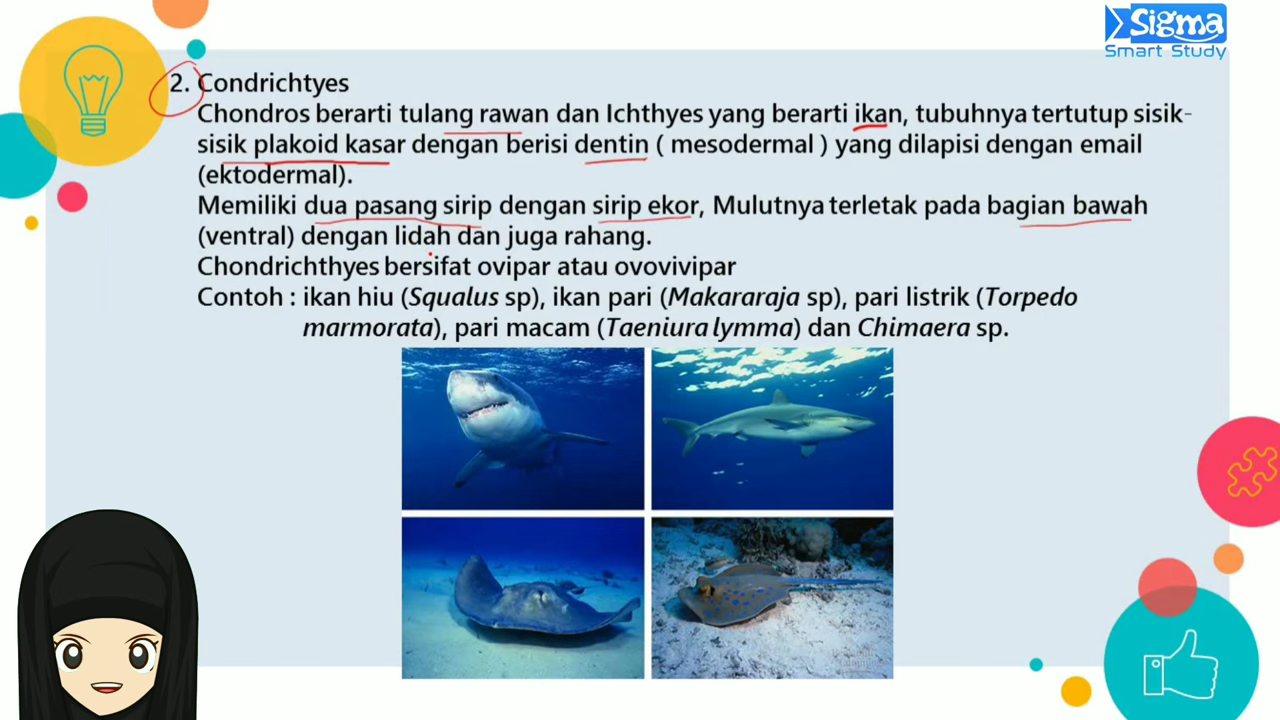 Sigma
Smart Study
2. Condrichtyes
Chondros berarti tulang rawan dan Ichthyes yang berarti ikan, tubuhnya tertutup sisik-
sisik plakoid kasar dengan berisi dentin ( mesodermal ) yang dilapisi dengan email
(ektodermal).
Memiliki dua pasang sirip dengan sirip ekor, Mulutnya terletak pada bagian bawah
(ventral) dengan lidah dan juga rahang.
Chondrichthyes bersifat ovipar atau ovovivipar
Contoh : ikan hiu (Squalus sp), ikan pari (Makararaja sp), pari listrik (Torpedo
marmorata), pari macam (Taeniura lymma) dan Chimaera sp.